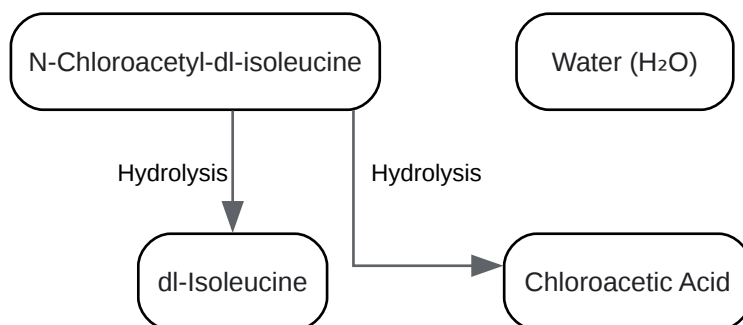 N-Chloroacetyl-dl-isoleucine
Water (H₂O)
Hydrolysis
Hydrolysis
dl-Isoleucine
Chloroacetic Acid